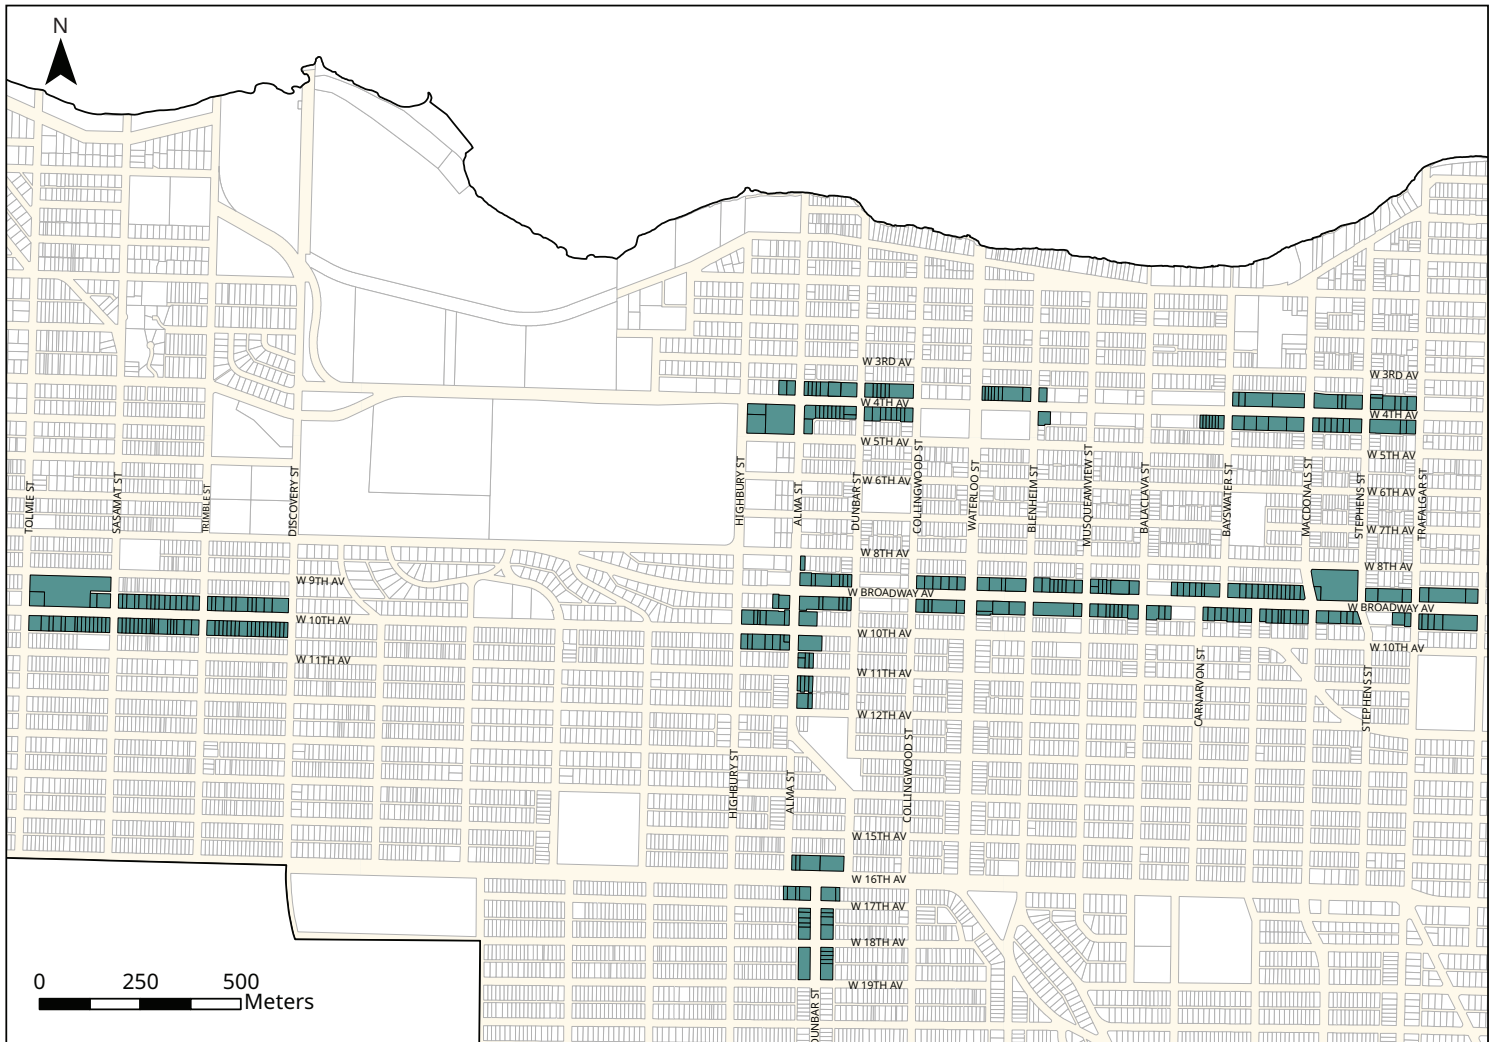 N
W 3RD AV
W 3RD AV
W 4TH AV
W 4TH AV
W 5TH AV
W 5TH AV
W 6TH AV
W 6TH AV
W 7TH AV
TOLMIE ST
SASAMAT ST
TRIMBLE ST
DISCOVERY ST
HIGHBURY ST
ALMA ST
DUNBAR ST
COLLINGWOOD ST
WATERLOO ST
BLENHEIM ST
MUSQUEAMVIEW ST
BALACLAVA ST
BAYSWATER ST
MACDONALS ST
STEPHENS ST
TRAFALGAR ST
W 8TH AV
W 8TH AV
W 9TH AV
W BROADWAY AV
W BROADWAY AV
W 10TH AV
W 10TH AV
W 10TH AV
W 11TH AV
W 11TH AV
CARNARVON ST
STEPHENS ST
W 12TH AV
HIGHBURY ST
ALMA ST
COLLINGWOOD ST
W 15TH AV
W 16TH AV
W 17TH AV
W 18TH AV
W 19TH AV
DUNBAR ST
0 250 500
Meters